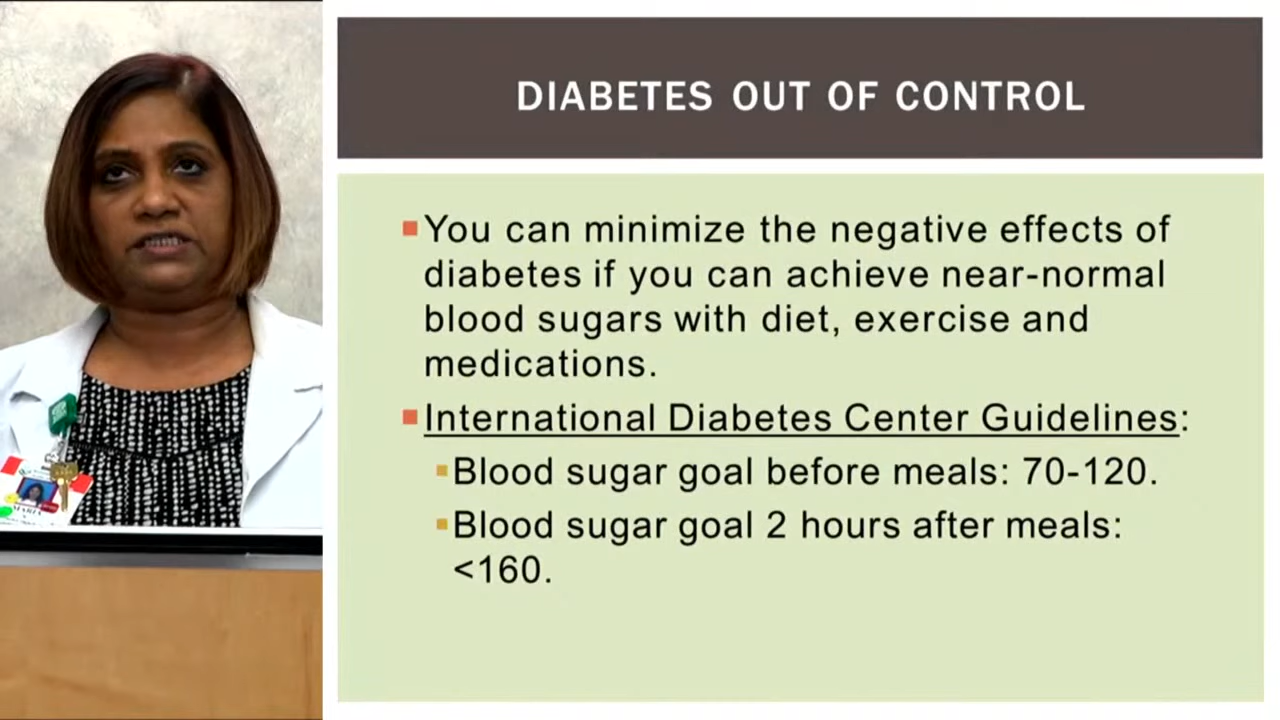 DIABETES OUT OF CONTROL
You can minimize the negative effects of
diabetes if you can achieve near-normal
blood sugars with diet, exercise and
medications.
International Diabetes Center Guidelines:
Blood sugar goal before meals: 70-120.
Blood sugar goal 2 hours after meals:
<160.